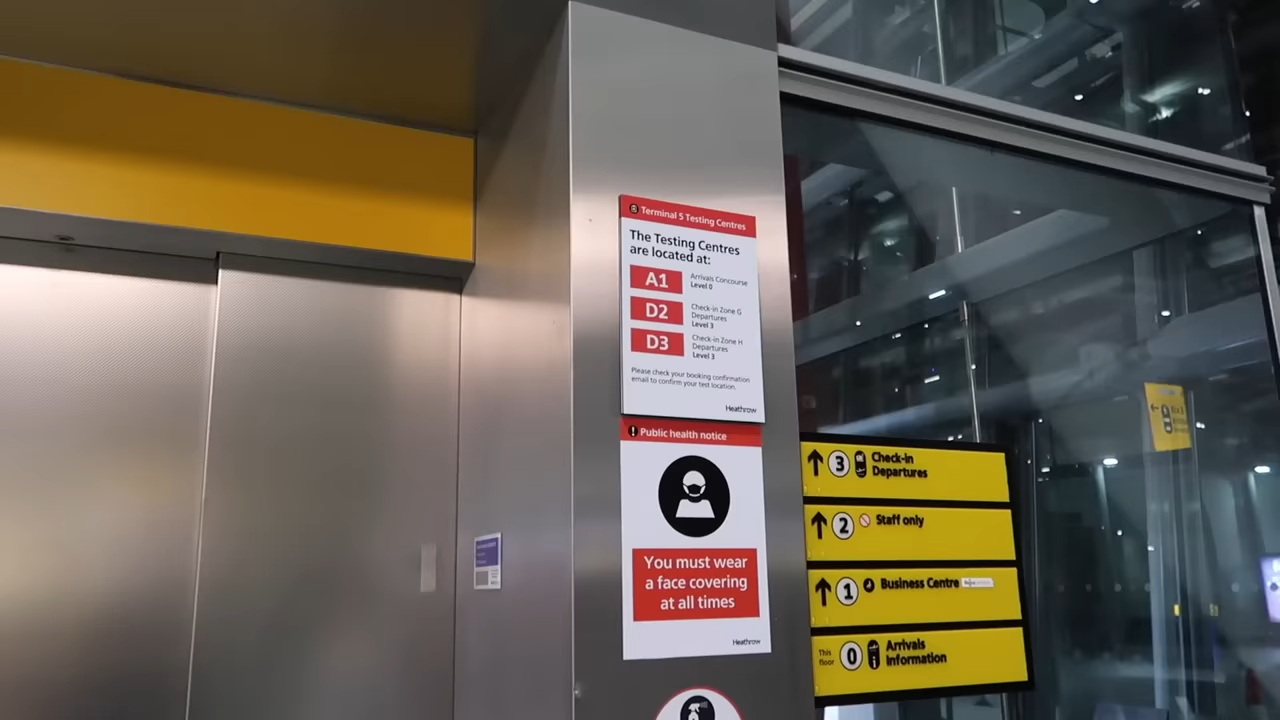 Terminal 5 Testing Centres
The Testing Centres
are located at:
A1
Arrivals Concourse
Level 0
D2
Check-in Zone G
Departures
Level 3
D3
Check-in Zone H
Departures
Level 3
Please check your booking confirmation
email to confirm your test location.
Heathrow
Public health notice
You must wear
a face covering
at all times
Heathrow
3
Check-in
Departures
2
Staff only
1
Business Centre
This
floor
0
Arrivals
Information